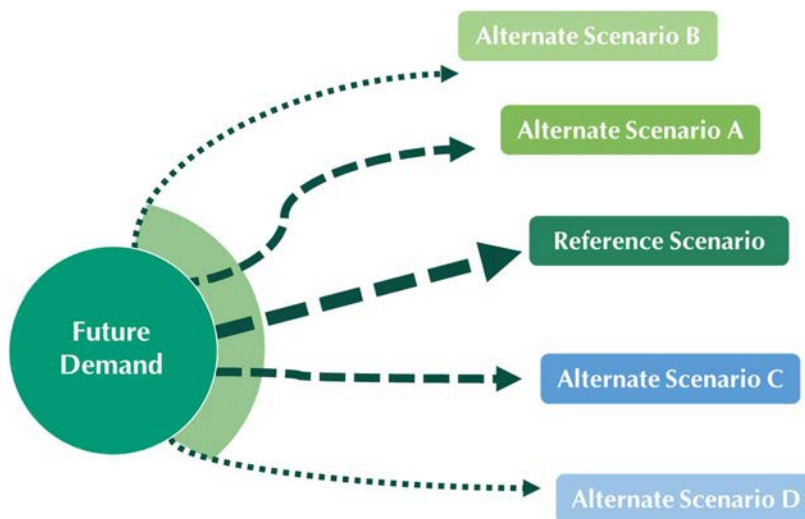 Alternate Scenario B
Alternate Scenario A
Reference Scenario
Future
Demand
Alternate Scenario C
Alternate Scenario D